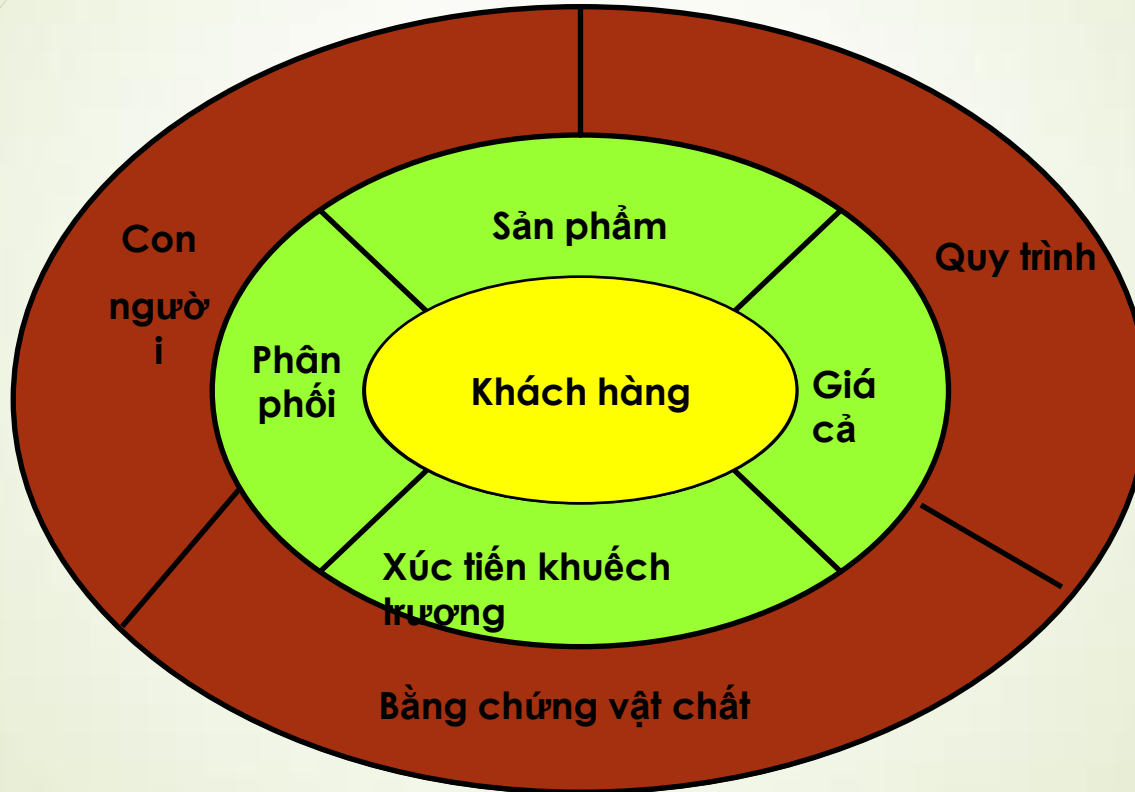 Sản phẩm
Con
ngườ
i
Quy trình
Phân
phối
Khách hàng
Giá
cả
Xúc tiến khuếch
trương
Bằng chứng vật chất